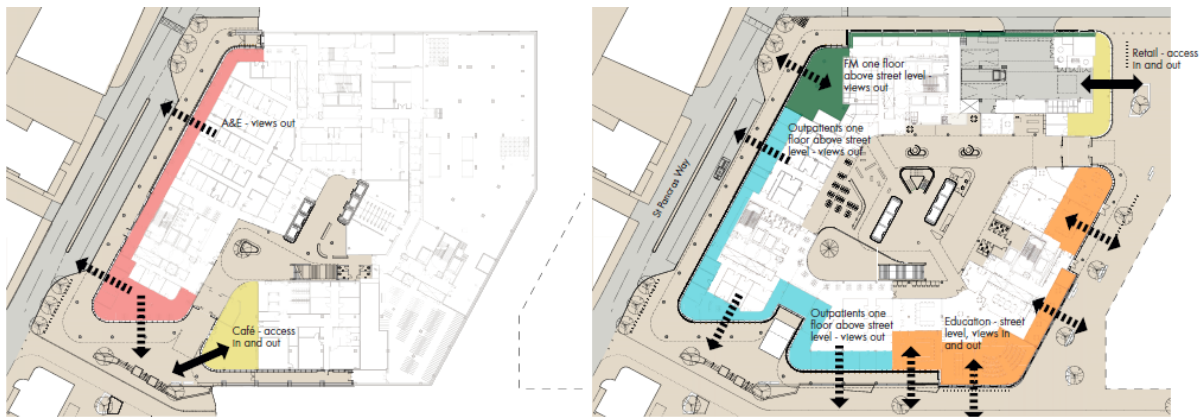 A&E - views out
Café - access
in and out
FM one floor
above street level -
views out
Retail - access
in and out
Outpatients one
floor above street
level - views out
St Pancras Way
Outpatients one
floor above street
level - views out
Education - street
level, views in
and out